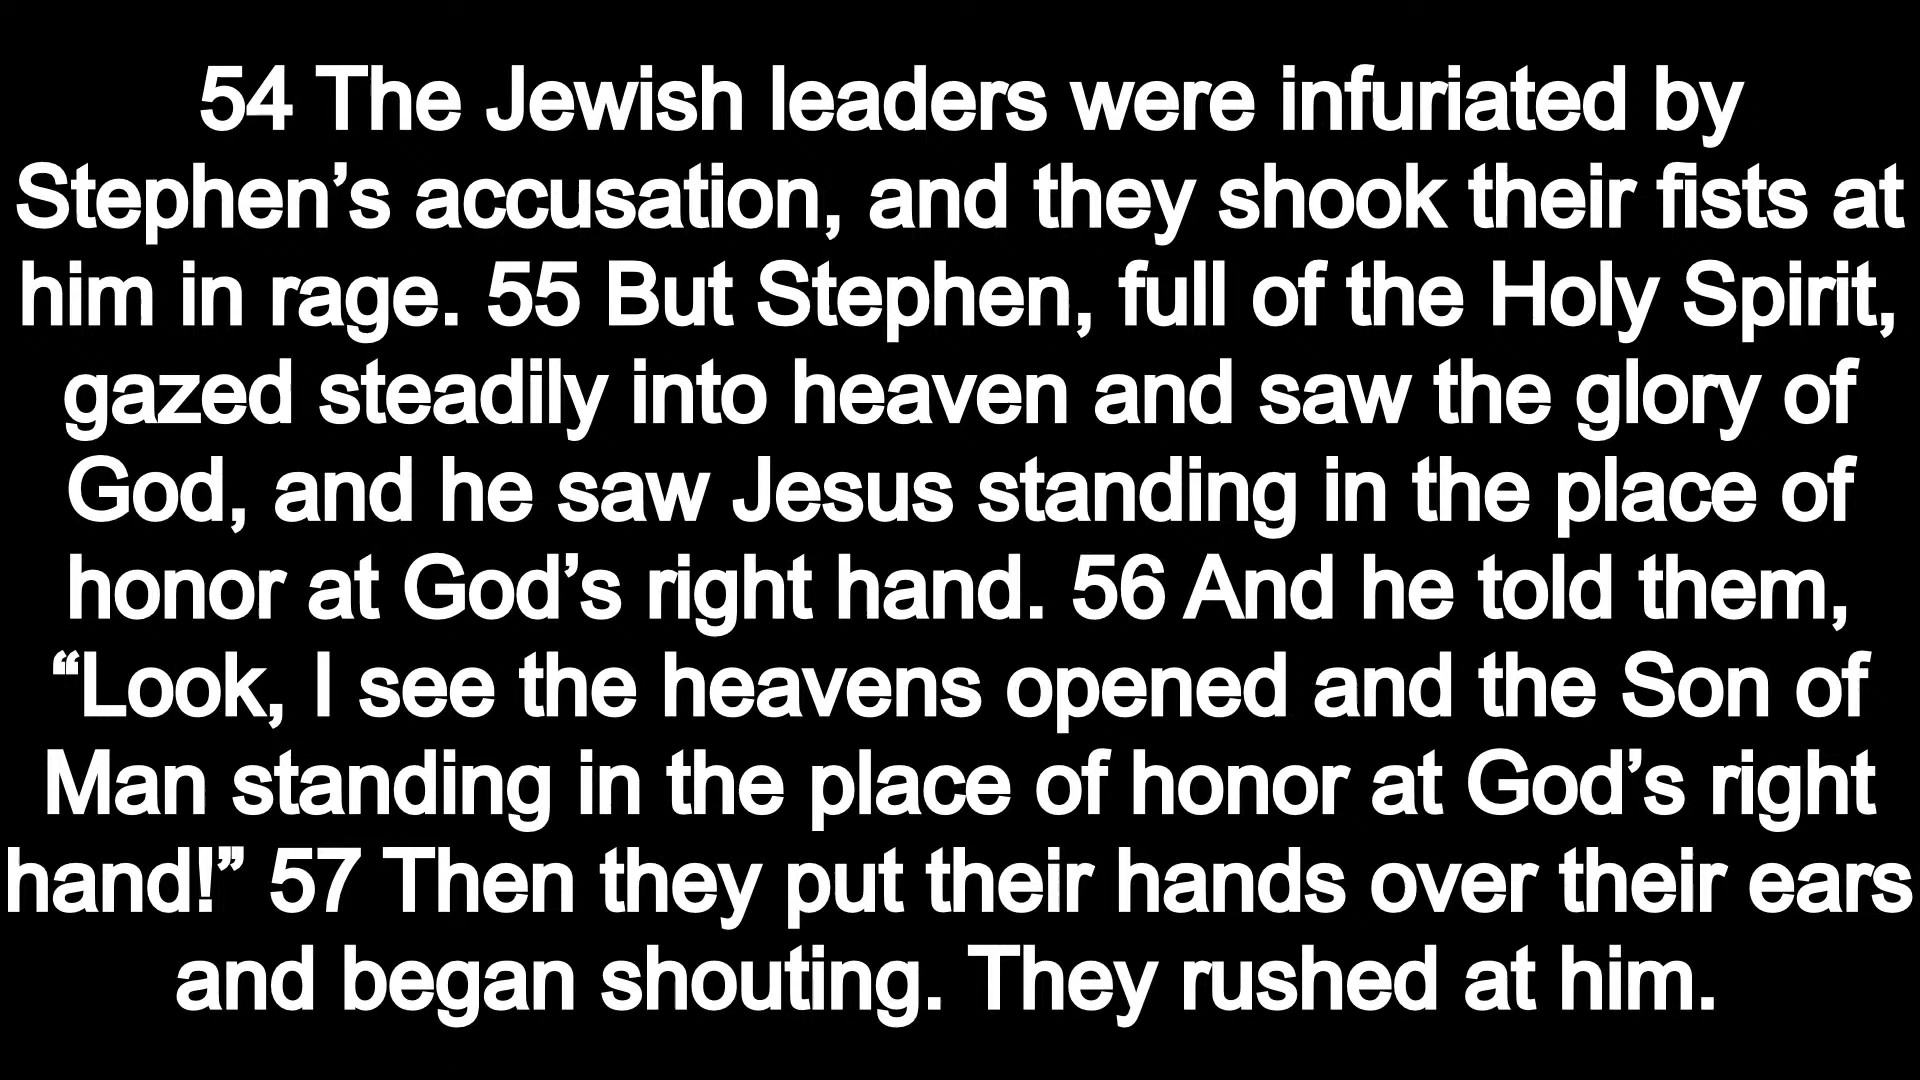 54 The Jewish leaders were infuriated by
Stephen’s accusation, and they shook their fists at
him in rage. 55 But Stephen, full of the Holy Spirit,
gazed steadily into heaven and saw the glory of
God, and he saw Jesus standing in the place of
honor at God’s right hand. 56 And he told them,
“Look, I see the heavens opened and the Son of
Man standing in the place of honor at God’s right
hand!” 57 Then they put their hands over their ears
and began shouting. They rushed at him.